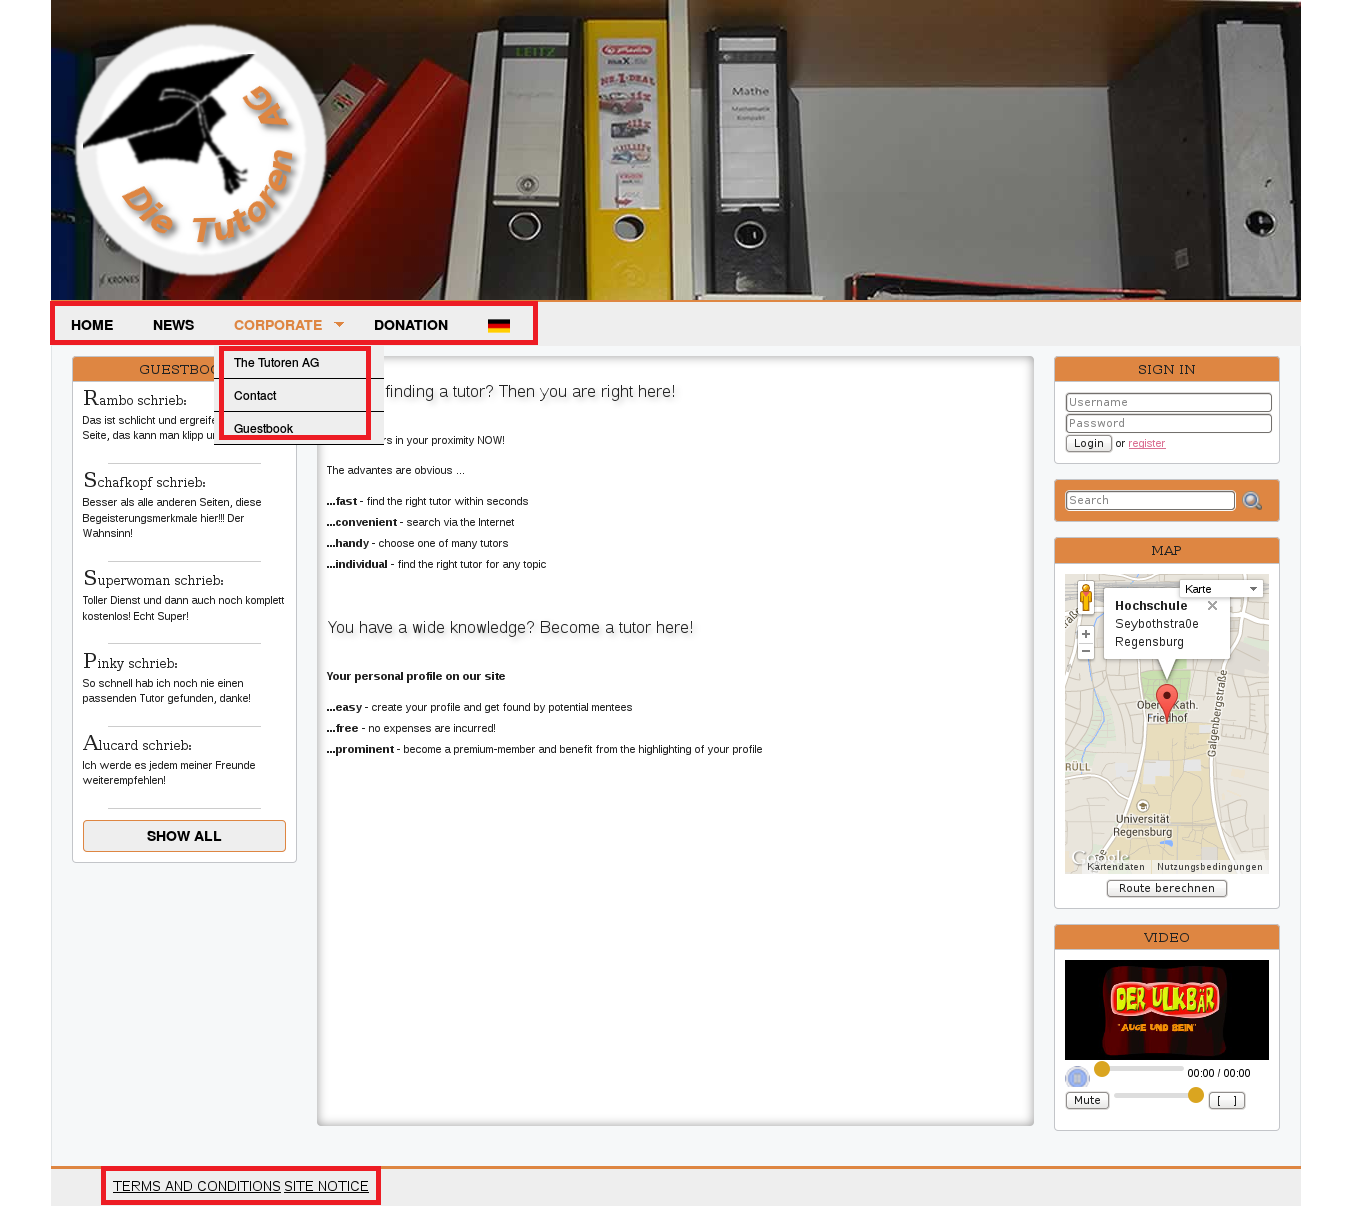 Die Tutoren AG
LEITZ
maX.file
NR.1-DEAL
Mathe
Mathematik
Kompakt
KRONES
HOME NEWS CORPORATE DONATION
The Tutoren AG
Contact
Guestbook
Rambo schrieb:
Das ist schlicht und
Seite, das kann man klipp
Schafkopf schrieb:
Besser als alle anderen Seiten, diese
Begeisterungsmerkmale hier!!! Der
Wahnsinn!
Superwoman schrieb:
Toller Dienst und dann auch noch komplett
kostenlos! Echt Super!
Pinky schrieb:
So schnell hab ich noch nie einen
passenden Tutor gefunden, danke!
Alucard schrieb:
Ich werde es jedem meiner Freunde
weiterempfehlen!
SHOW ALL
finding a tutor? Then you are right here!
in your proximity NOW!
The advantes are obvious ...
...fast - find the right tutor within seconds
...convenient - search via the Internet
...handy - choose one of many tutors
...individual - find the right tutor for any topic
You have a wide knowledge? Become a tutor here!
Your personal profile on our site
...easy - create your profile and get found by potential mentees
...free - no expenses are incurred!
...prominent - become a premium-member and benefit from the highlighting of your profile
SIGN IN
Username
Password
Login or register
Search
MAP
Karte
Hochschule
Seybothstra0e
Regensburg
Kath.
Friedhof
Galgenbergstraße
RÜLL
Universität
Regensburg
Google
Kartendaten Nutzungsbedingungen
Route berechnen
VIDEO
DER ULKBÄR
"AUGE UND BEIN"
00:00 / 00:00
Mute [ ]
TERMS AND CONDITIONS SITE NOTICE